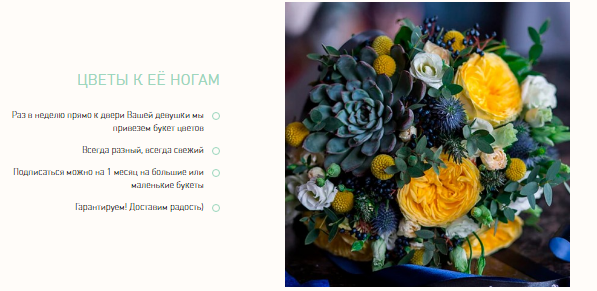 ЦВЕТЫ К ЕЁ НОГАМ
Раз в неделю прямо к двери Вашей девушки мы
привезем букет цветов
Всегда разный, всегда свежий
Подписаться можно на 1 месяц на большие или
маленькие букеты
Гарантируем! Доставим радость)